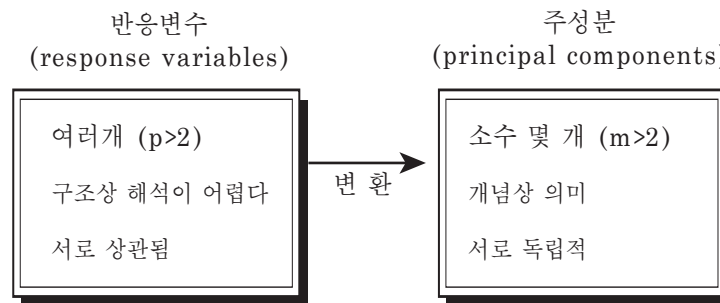 반응변수
(response variables)
여러개 (p>2)
구조상 해석이 어렵다
서로 상관됨
변 환
주성분
(principal components)
소수 몇 개 (m>2)
개념상 의미
서로 독립적